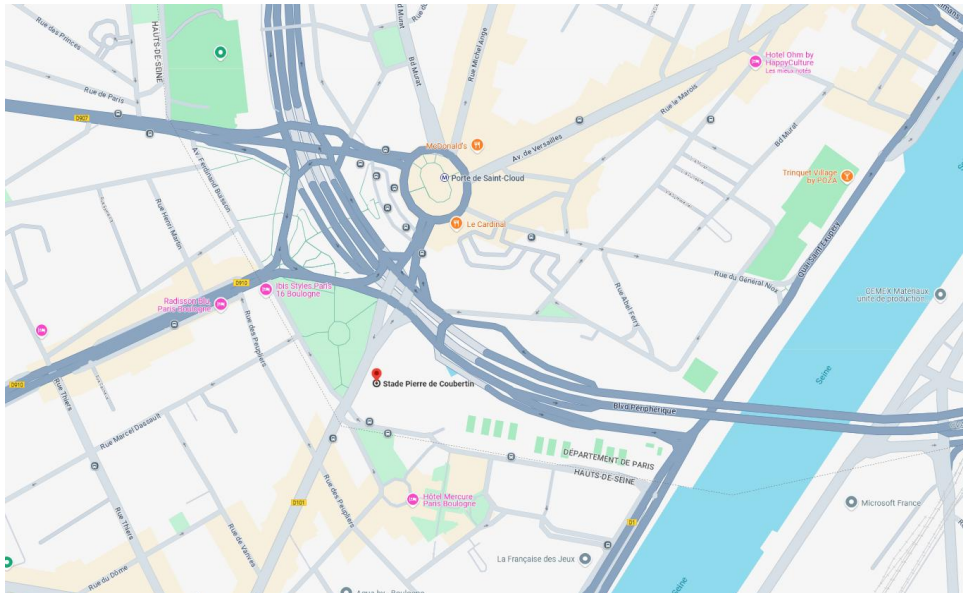 Rue des Princes
HAUTS-DE-SEINE
Bd Murat
Bd Murat
Rue Michel Ange
Hotel Ohm by
HappyCulture
Les mieux notés
Rue de Paris
Rue le Marois
D907
McDonald's
Av. de Versailles
Bd Murat
Av. Ferdinand Buisson
Porte de Saint-Cloud
Trinquet Village
by POZA
Rue Henri Martin
Le Cardinal
Quai Saint-Exupéry
Rue du Général Niox
D910
Ibis Styles Paris
16 Boulogne
CEMEX Matériaux
unité de production
Radisson Blu
Paris Boulogne
Rue Abel Ferry
Rue des Peupliers
Seine
Rue Thiers
D910
Stade Pierre de Coubertin
Blvd Périphérique
Rue Marcel Dassault
DÉPARTEMENT DE PARIS
HAUTS-DE-SEINE
Hôtel Mercure
Paris Boulogne
D101
Rue des Peupliers
Microsoft France
Rue Thiers
Rue de Vanves
D1
La Française des Jeux
Seine
Rue du Dôme